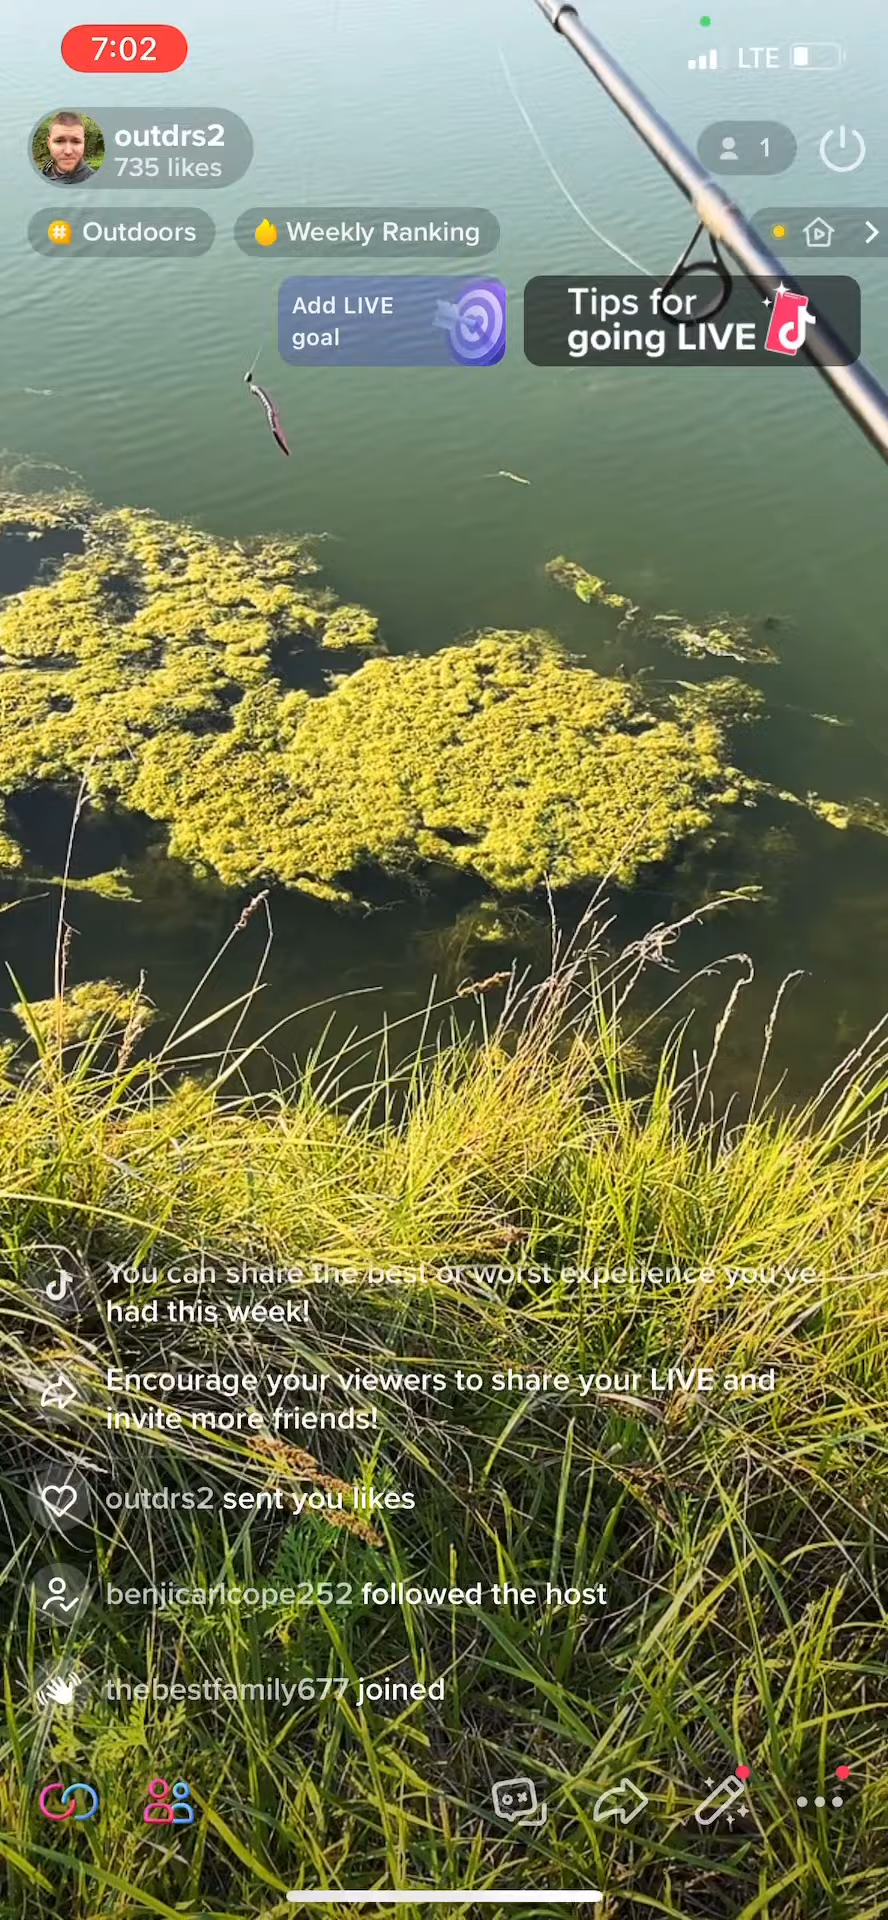 7:02
LTE
outdrs2
735 likes
1
Outdoors
Weekly Ranking
Add LIVE
goal
Tips for
going LIVE
You can share the best or worst experience you've
had this week!
Encourage your viewers to share your LIVE and
invite more friends!
outdrs2 sent you likes
benjicarlcope252 followed the host
thebestfamily677 joined